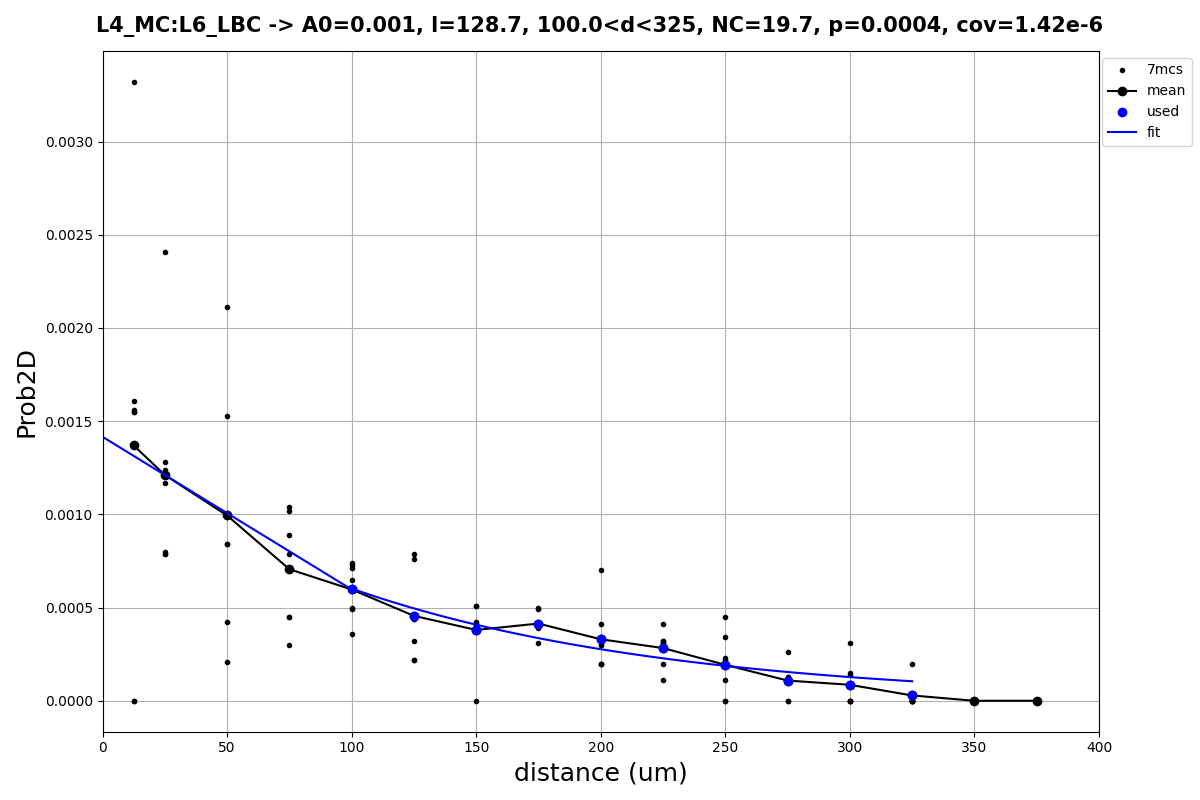 L4_MC:L6_LBC -> A0=0.001, l=128.7, 100.0<d<325, NC=19.7, p=0.0004, cov=1.42e-6
7mcs
mean
used
fit
Prob2D
0.0030
0.0025
0.0020
0.0015
0.0010
0.0005
0.0000
0 50 100 150 200 250 300 350 400
distance (um)